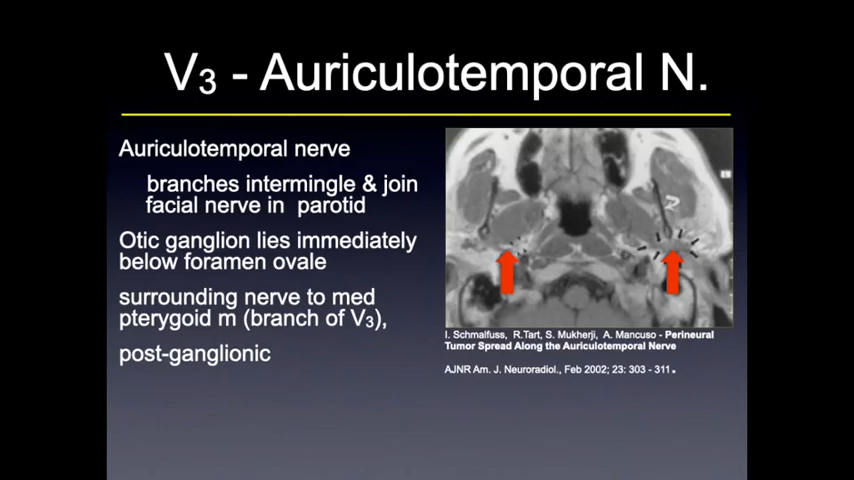 V3 - Auriculotemporal N.
Auriculotemporal nerve
branches intermingle & join
facial nerve in parotid
Otic ganglion lies immediately
below foramen ovale
surrounding nerve to med
pterygoid m (branch of V3),
post-ganglionic
I. Schmalfuss, R.Tart, S. Mukherji, A. Mancuso - Perineural
Tumor Spread Along the Auriculotemporal Nerve
AJNR Am. J. Neuroradiol., Feb 2002; 23: 303 - 311.